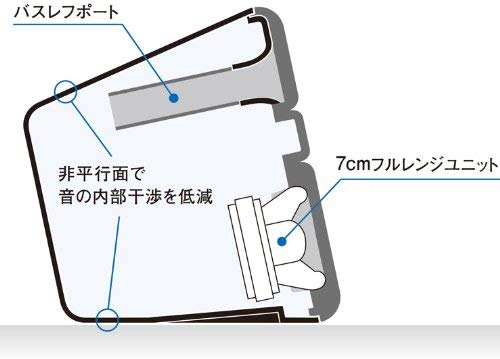 バスレフポート
非平行面で
音の内部干渉を低減
7cmフルレンジユニット